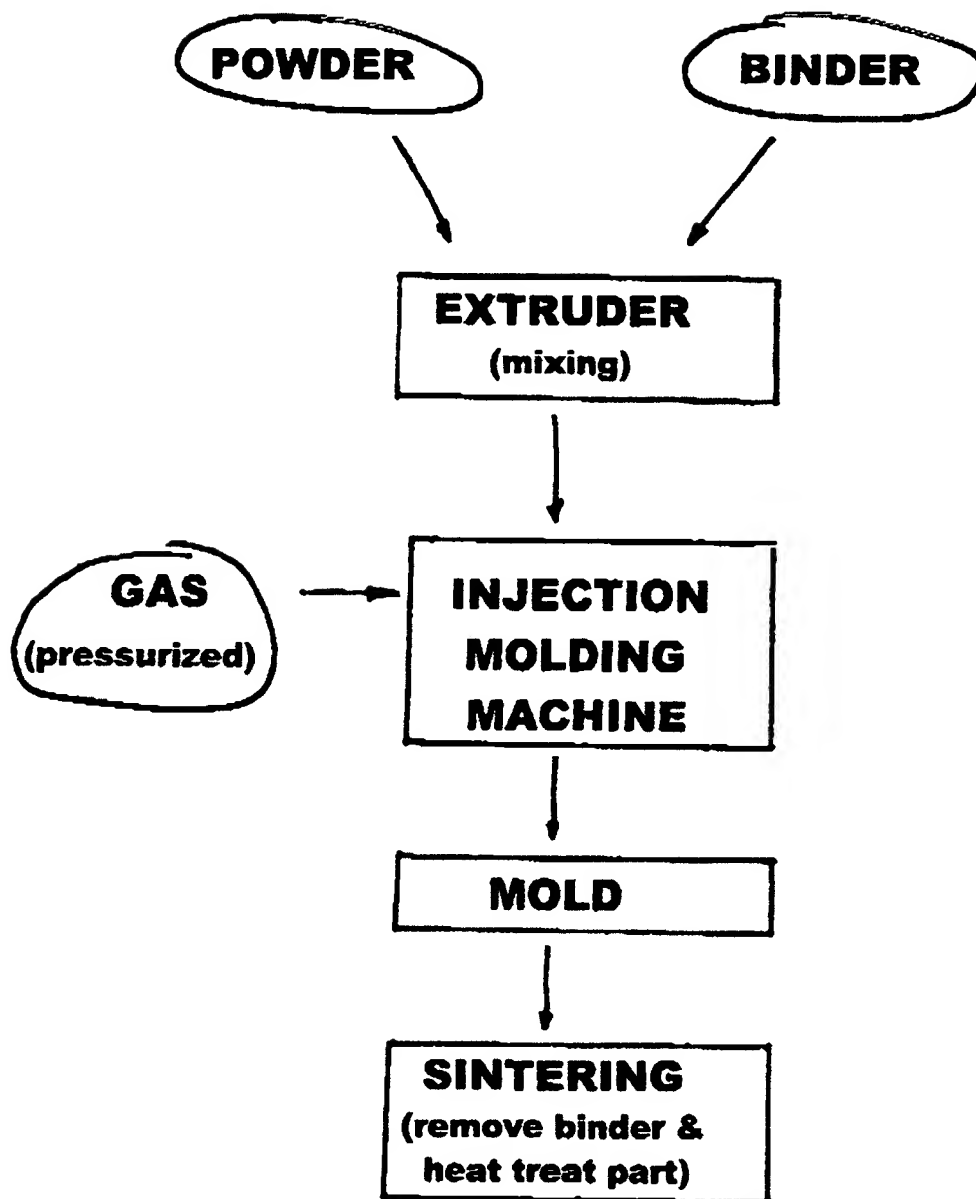 POWDER
BINDER
EXTRUDER
(mixing)
GAS
(pressurized)
INJECTION
MOLDING
MACHINE
MOLD
SINTERING
(remove binder &
heat treat part)